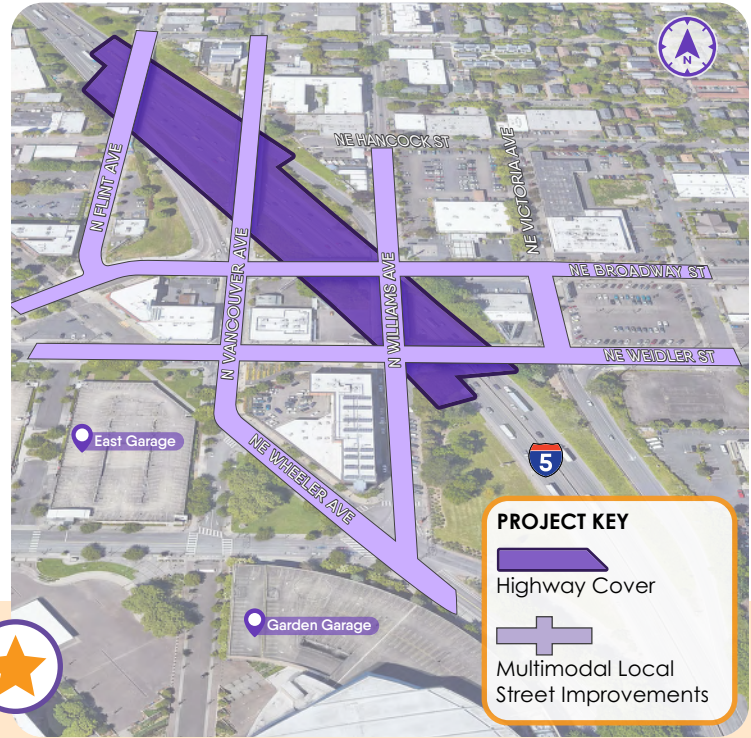 N
NE HANCOCK ST
NE VICTORIA AVE
N FLINT AVE
N VANCOUVER AVE
N WILLIAMS AVE
NE BROADWAY ST
NE WEIDLER ST
East Garage
NE WHEELER AVE
5
Garden Garage
PROJECT KEY
Highway Cover
Multimodal Local
Street Improvements